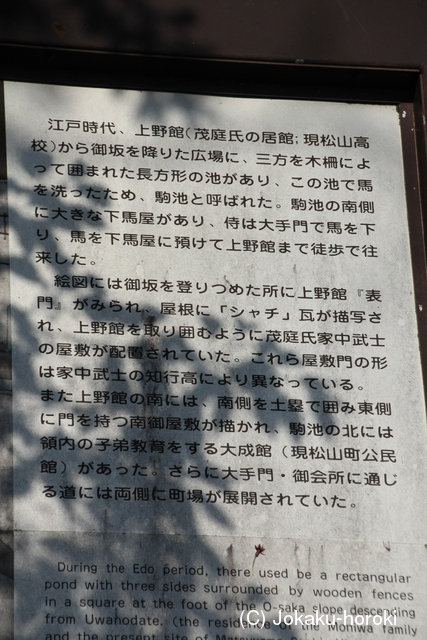 江戸時代、上野館(茂庭氏の居館;現松山高
校)から御坂を降りた広場に、三方を木柵によ
って囲まれた長方形の池があり、この池で馬
を洗ったため、駒池と呼ばれた。駒池の南側
に大きな下馬屋があり、侍は大手門で馬を下
り、馬を下馬屋に預けて上野館まで徒歩で往
来した。
絵図には御坂を登りつめた所に上野館『表
門』がみられ、屋根に「シャチ」瓦が描写さ
れ、上野館を取り囲むように茂庭氏家中武士
の屋敷が配置されていた。これら屋敷門の形
は家中武士の知行高により異なっている。
また上野館の南には、南側を土塁で囲み東側
に門を持つ南御屋敷が描かれ、駒池の北には
領内の子弟教育をする大成館(現松山町公民
館)があった。さらに大手門・御会所に通じ
る道には両側に町場が展開されていた。
During the Edo period, there used be a rectangular
pond with three sides surrounded by wooden fences
in a square at the foot of the O-saka slope descending
from Uwanodate. (the residence of the Moniwa family
and the present site of
(C) Jokaku-horoki